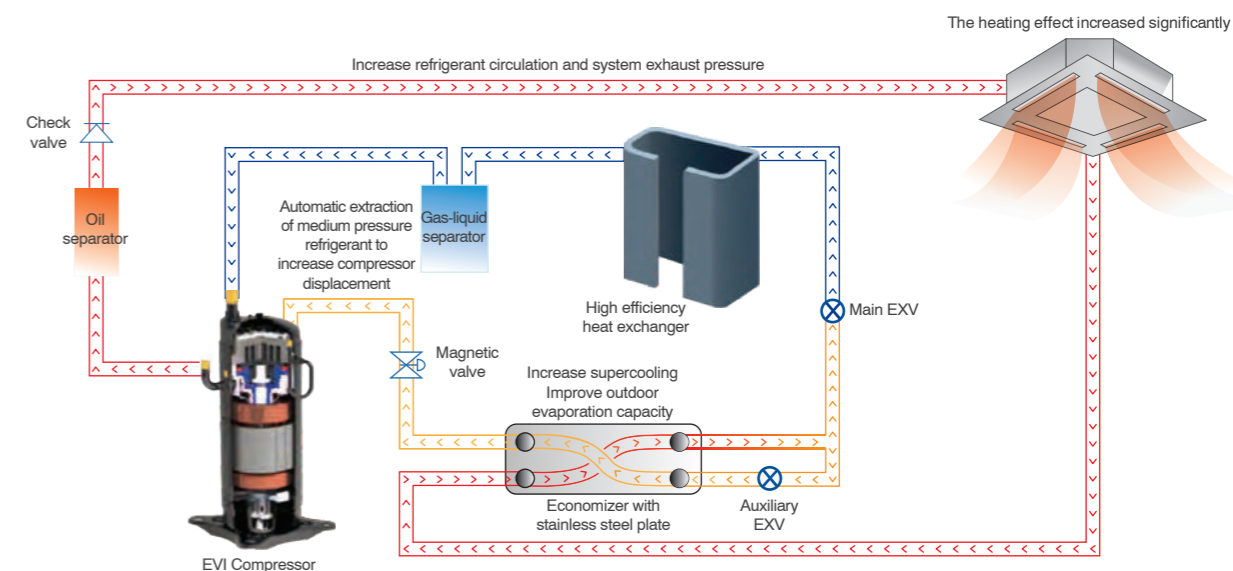 The heating effect increased significantly
Increase refrigerant circulation and system exhaust pressure
Check
valve
Oil
separator
Automatic extraction
of medium pressure
refrigerant to
increase compressor
displacement
Gas-liquid
separator
High efficiency
heat exchanger
Main EXV
Magnetic
valve
Increase supercooling
Improve outdoor
evaporation capacity
Economizer with
stainless steel plate
Auxiliary
EXV
EVI Compressor